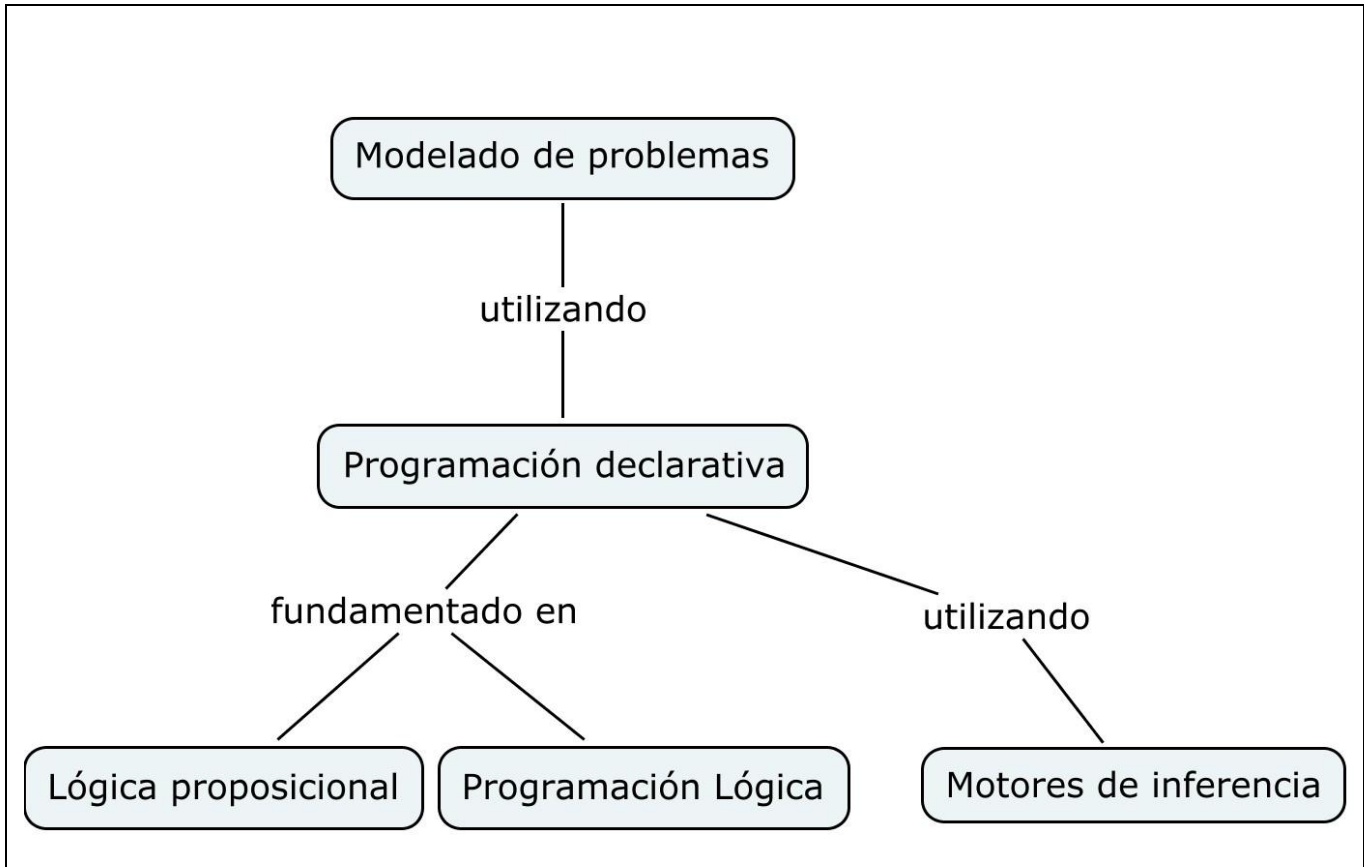 Modelado de problemas
utilizando
Programación declarativa
fundamentado en
utilizando
Lógica proposicional
Programación Lógica
Motores de inferencia